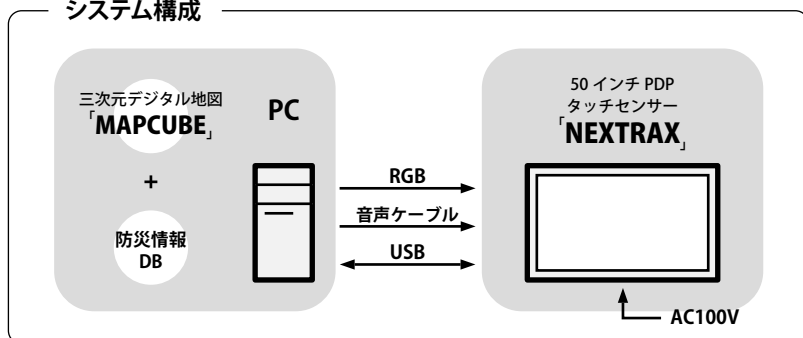 システム構成
三次元デジタル地図
「MAPCUBE」
+
防災情報
DB
PC
RGB
音声ケーブル
USB
50 インチ PDP
タッチセンサー
「NEXTRAX」
AC100V